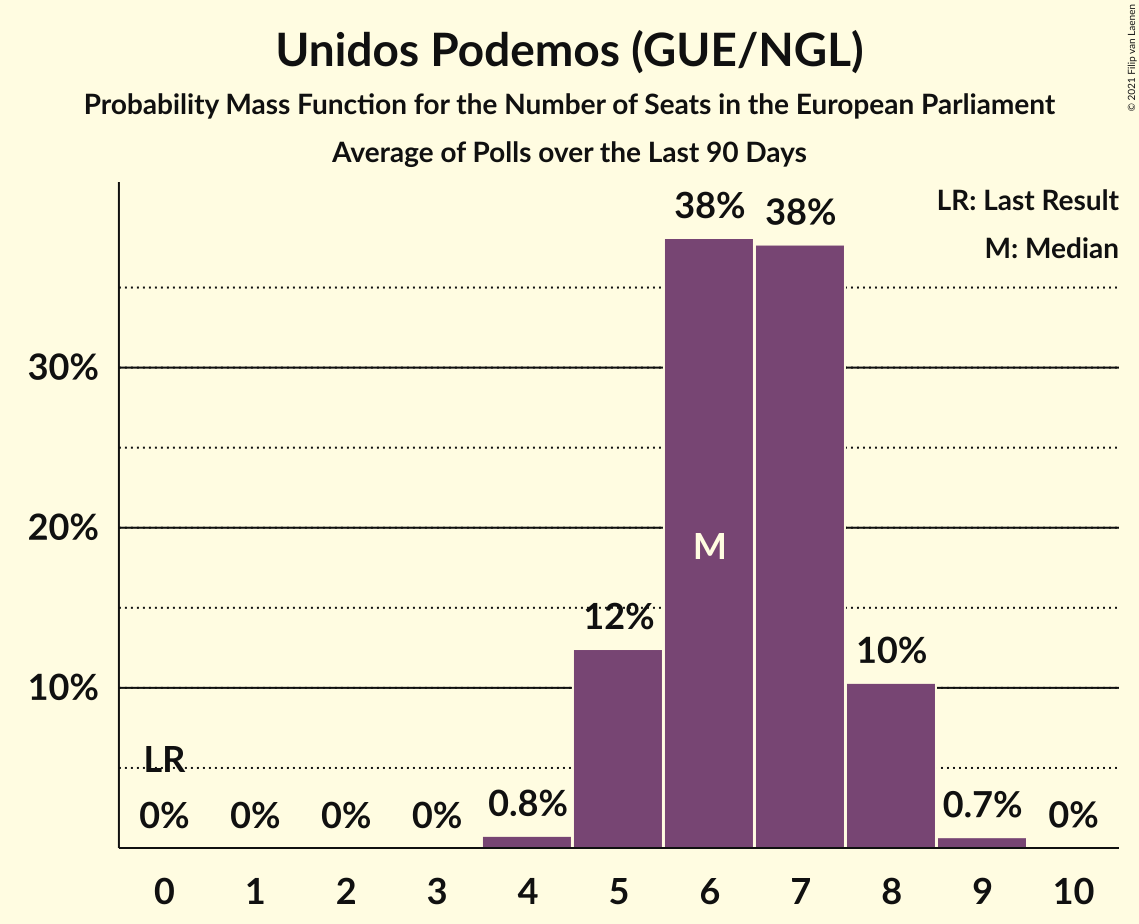 Unidos Podemos (GUE/NGL)
Probability Mass Function for the Number of Seats in the European Parliament
Average of Polls over the Last 90 Days
© 2021 Filip van Laenen
LR: Last Result
M: Median
38% 38%
30%
20%
M
12%
10%
10%
LR
0% 0% 0% 0% 0.8% 0.7% 0%
0 1 2 3 4 5 6 7 8 9 10